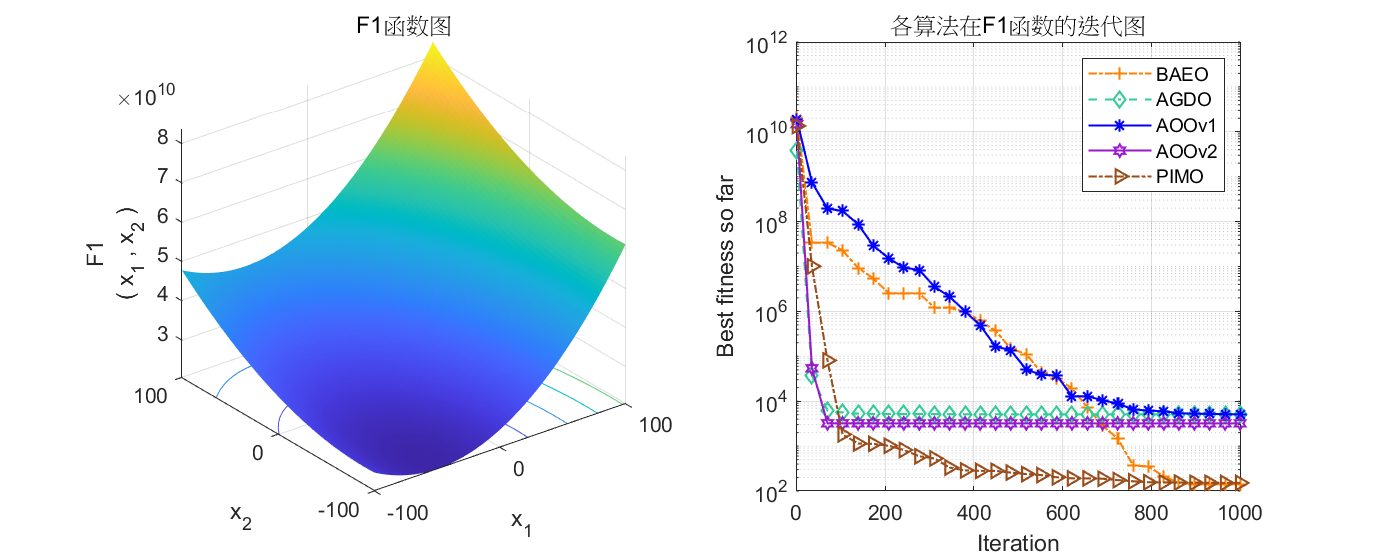 F1函数图
×10^10
8
7
6
5
4
3
F1
( x_1 , x_2 )
100
0
-100
x_2
-100
0
100
x_1
各算法在F1函数的迭代图
10^12
10^10
10^8
10^6
10^4
10^2
Best fitness so far
BAEO
AGDO
AOOv1
AOOv2
PIMO
0
200
400
600
800
1000
Iteration